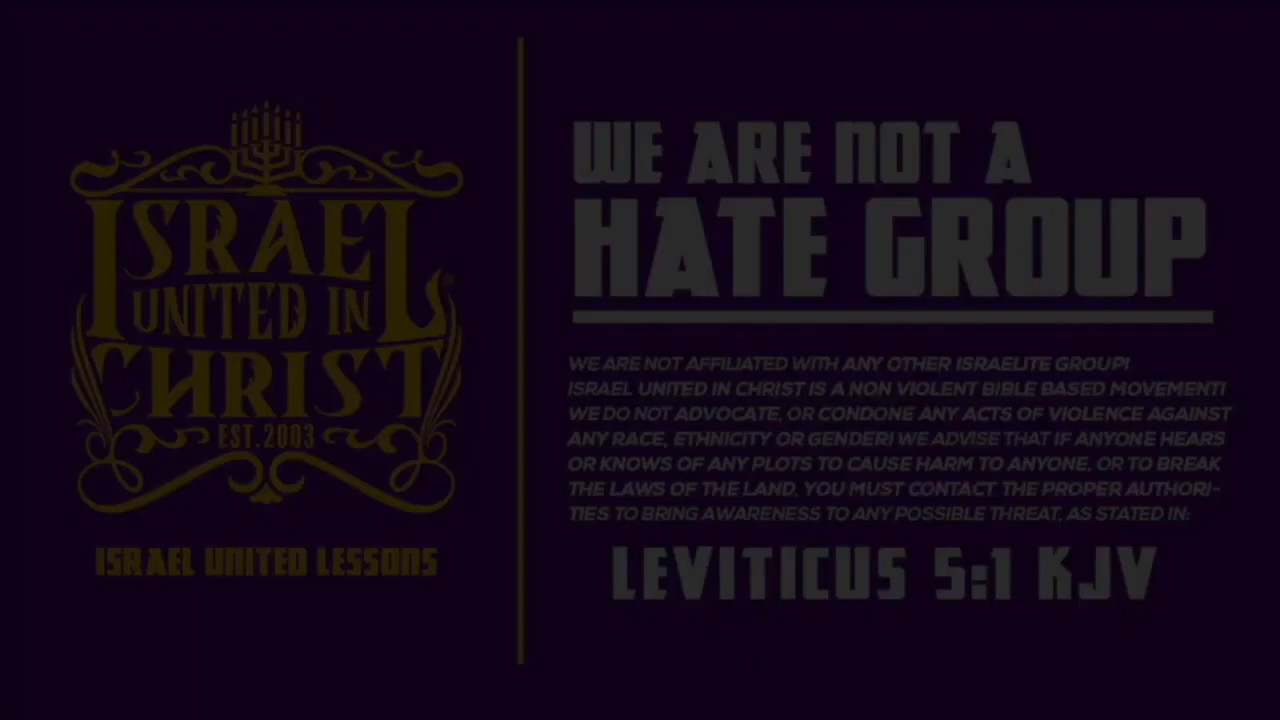 ISRAEL
UNITED IN
CHRIST
EST.2003
ISRAEL UNITED LESSONS
WE ARE NOT A
HATE GROUP
WE ARE NOT AFFILIATED WITH ANY OTHER ISRAELITE GROUP!
ISRAEL UNITED IN CHRIST IS A NON VIOLENT BIBLE BASED MOVEMENT!
WE DO NOT ADVOCATE, OR CONDONE ANY ACTS OF VIOLENCE AGAINST
ANY RACE, ETHNICITY OR GENDER! WE ADVISE THAT IF ANYONE HEARS
OR KNOWS OF ANY PLOTS TO CAUSE HARM TO ANYONE, OR TO BREAK
THE LAWS OF THE LAND, YOU MUST CONTACT THE PROPER AUTHORI-
TIES TO BRING AWARENESS TO ANY POSSIBLE THREAT, AS STATED IN:
LEVITICUS 5:1 KJV